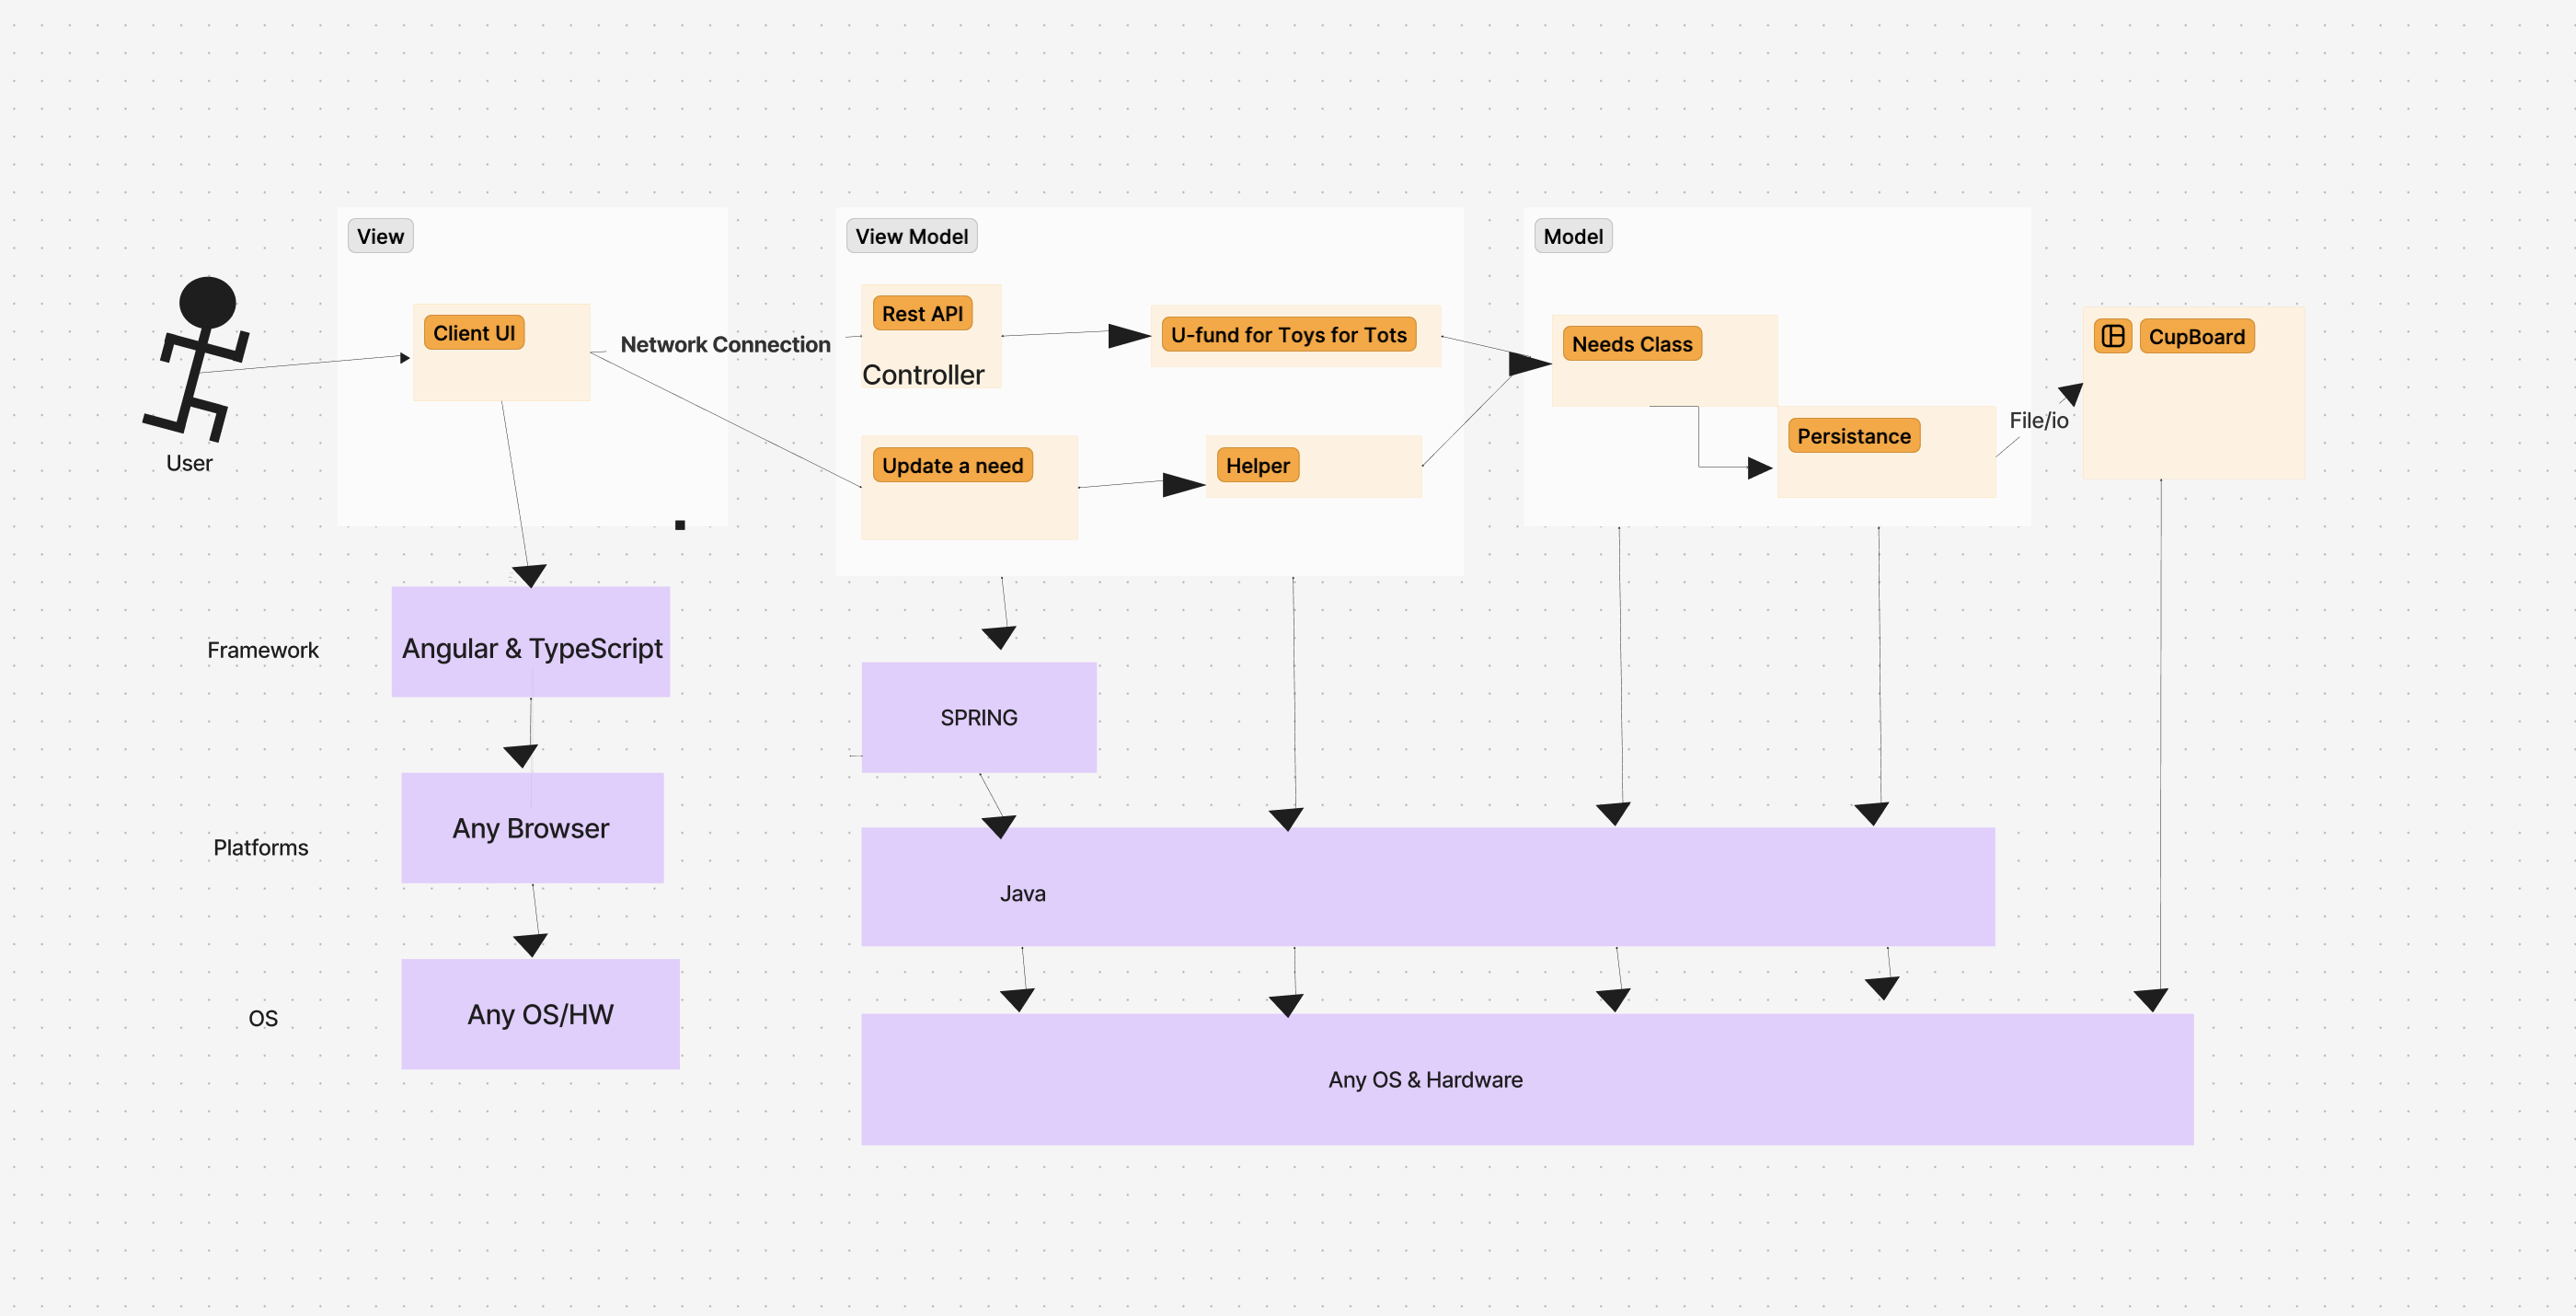 View
View Model
Model
Client UI
Network Connection
Rest API
Controller
U-fund for Toys for Tots
Needs Class
CupBoard
User
Update a need
Helper
Persistance
File/io
Framework
Angular & TypeScript
SPRING
Platforms
Any Browser
Java
OS
Any OS/HW
Any OS & Hardware